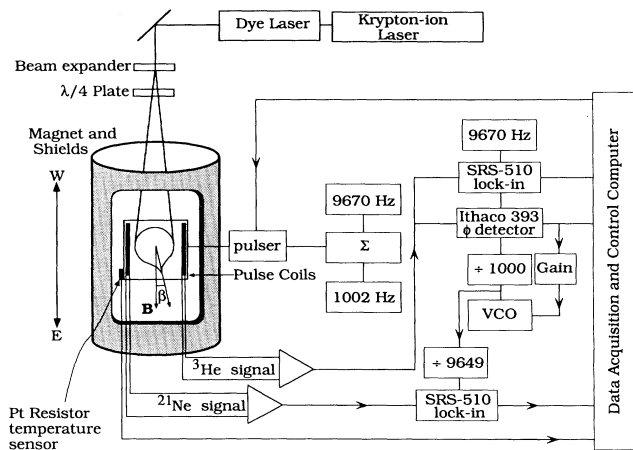 Dye Laser
Krypton-ion
Laser
Beam expander
λ/4 Plate
Magnet and
Shields
W
E
B
β
Pulse Coils
pulser
9670 Hz
Σ
1002 Hz
9670 Hz
SRS-510
lock-in
Ithaco 393
ϕ detector
÷ 1000
Gain
VCO
÷ 9649
SRS-510
lock-in
³He signal
²¹Ne signal
Pt Resistor
temperature
sensor
Data Acquisition and Control Computer